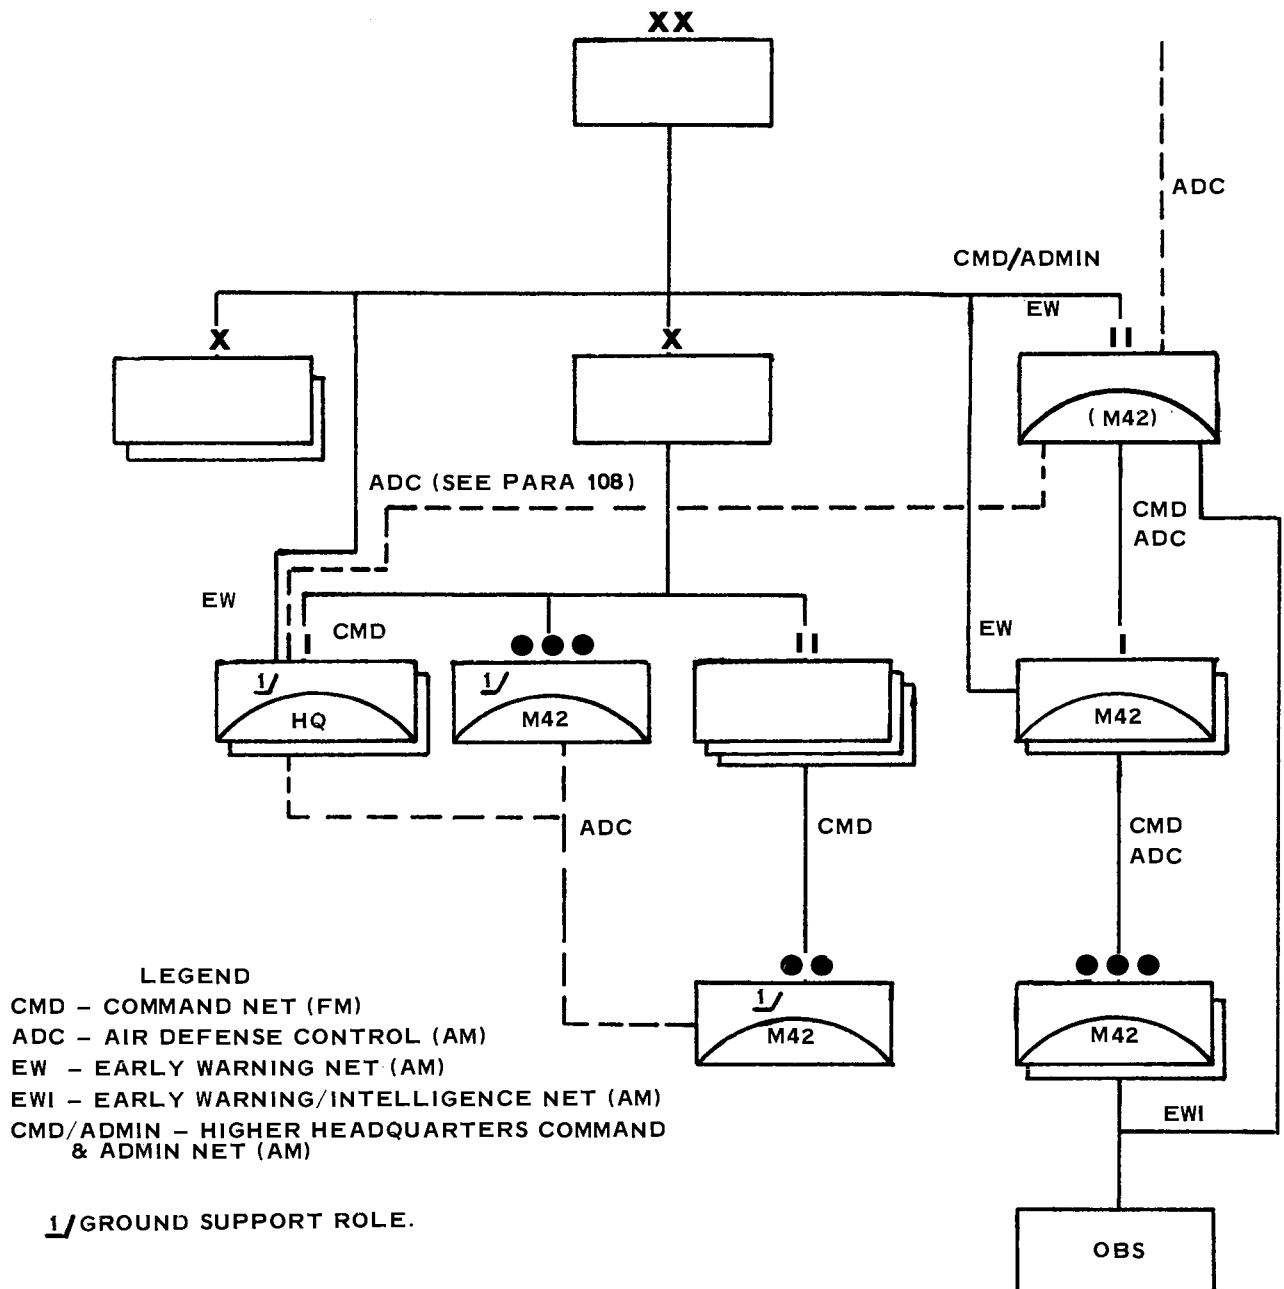 XX
ADC
CMD/ADMIN
EW
X
X
II
(M42)
ADC (SEE PARA 108)
CMD
ADC
EW
I
CMD
II
EW
I
1/
HQ
1/
M42
M42
ADC
CMD
CMD
ADC
1/
M42
M42
LEGEND
CMD – COMMAND NET (FM)
ADC – AIR DEFENSE CONTROL (AM)
EW – EARLY WARNING NET (AM)
EWI – EARLY WARNING/INTELLIGENCE NET (AM)
CMD/ADMIN – HIGHER HEADQUARTERS COMMAND
& ADMIN NET (AM)
EWI
1/ GROUND SUPPORT ROLE.
OBS